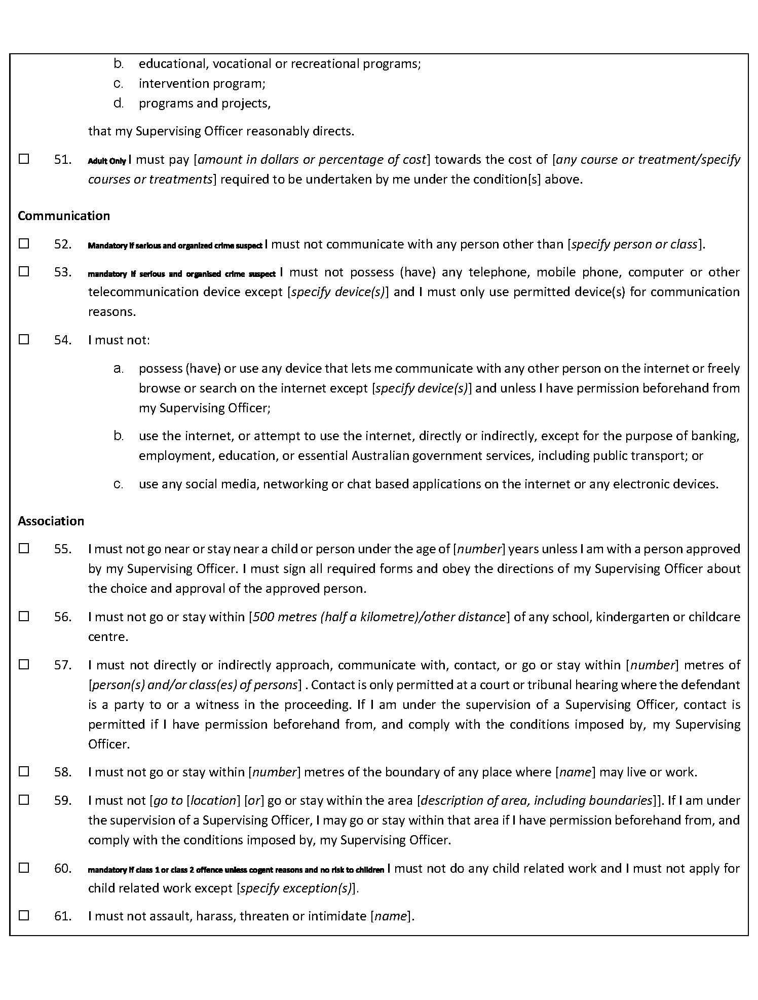 b. educational, vocational or recreational programs;
c. intervention program;
d. programs and projects,
that my Supervising Officer reasonably directs.
☐ 51. Adult Only I must pay [amount in dollars or percentage of cost] towards the cost of [any course or treatment/specify
courses or treatments] required to be undertaken by me under the condition[s] above.
Communication
☐ 52. Mandatory if serious and organized crime suspect I must not communicate with any person other than [specify person or class].
☐ 53. mandatory if serious and organised crime suspect I must not possess (have) any telephone, mobile phone, computer or other
telecommunication device except [specify device(s)] and I must only use permitted device(s) for communication
reasons.
☐ 54. I must not:
a. possess (have) or use any device that lets me communicate with any other person on the internet or freely
browse or search on the internet except [specify device(s)] and unless I have permission beforehand from
my Supervising Officer;
b. use the internet, or attempt to use the internet, directly or indirectly, except for the purpose of banking,
employment, education, or essential Australian government services, including public transport; or
c. use any social media, networking or chat based applications on the internet or any electronic devices.
Association
☐ 55. I must not go near or stay near a child or person under the age of [number] years unless I am with a person approved
by my Supervising Officer. I must sign all required forms and obey the directions of my Supervising Officer about
the choice and approval of the approved person.
☐ 56. I must not go or stay within [500 metres (half a kilometre)/other distance] of any school, kindergarten or childcare
centre.
☐ 57. I must not directly or indirectly approach, communicate with, contact, or go or stay within [number] metres of
[person(s) and/or class(es) of persons] . Contact is only permitted at a court or tribunal hearing where the defendant
is a party to or a witness in the proceeding. If I am under the supervision of a Supervising Officer, contact is
permitted if I have permission beforehand from, and comply with the conditions imposed by, my Supervising
Officer.
☐ 58. I must not go or stay within [number] metres of the boundary of any place where [name] may live or work.
☐ 59. I must not [go to [location] [or] go or stay within the area [description of area, including boundaries]]. If I am under
the supervision of a Supervising Officer, I may go or stay within that area if I have permission beforehand from, and
comply with the conditions imposed by, my Supervising Officer.
☐ 60. mandatory if class 1 or class 2 offence unless cogent reasons and no risk to children I must not do any child related work and I must not apply for
child related work except [specify exception(s)].
☐ 61. I must not assault, harass, threaten or intimidate [name].